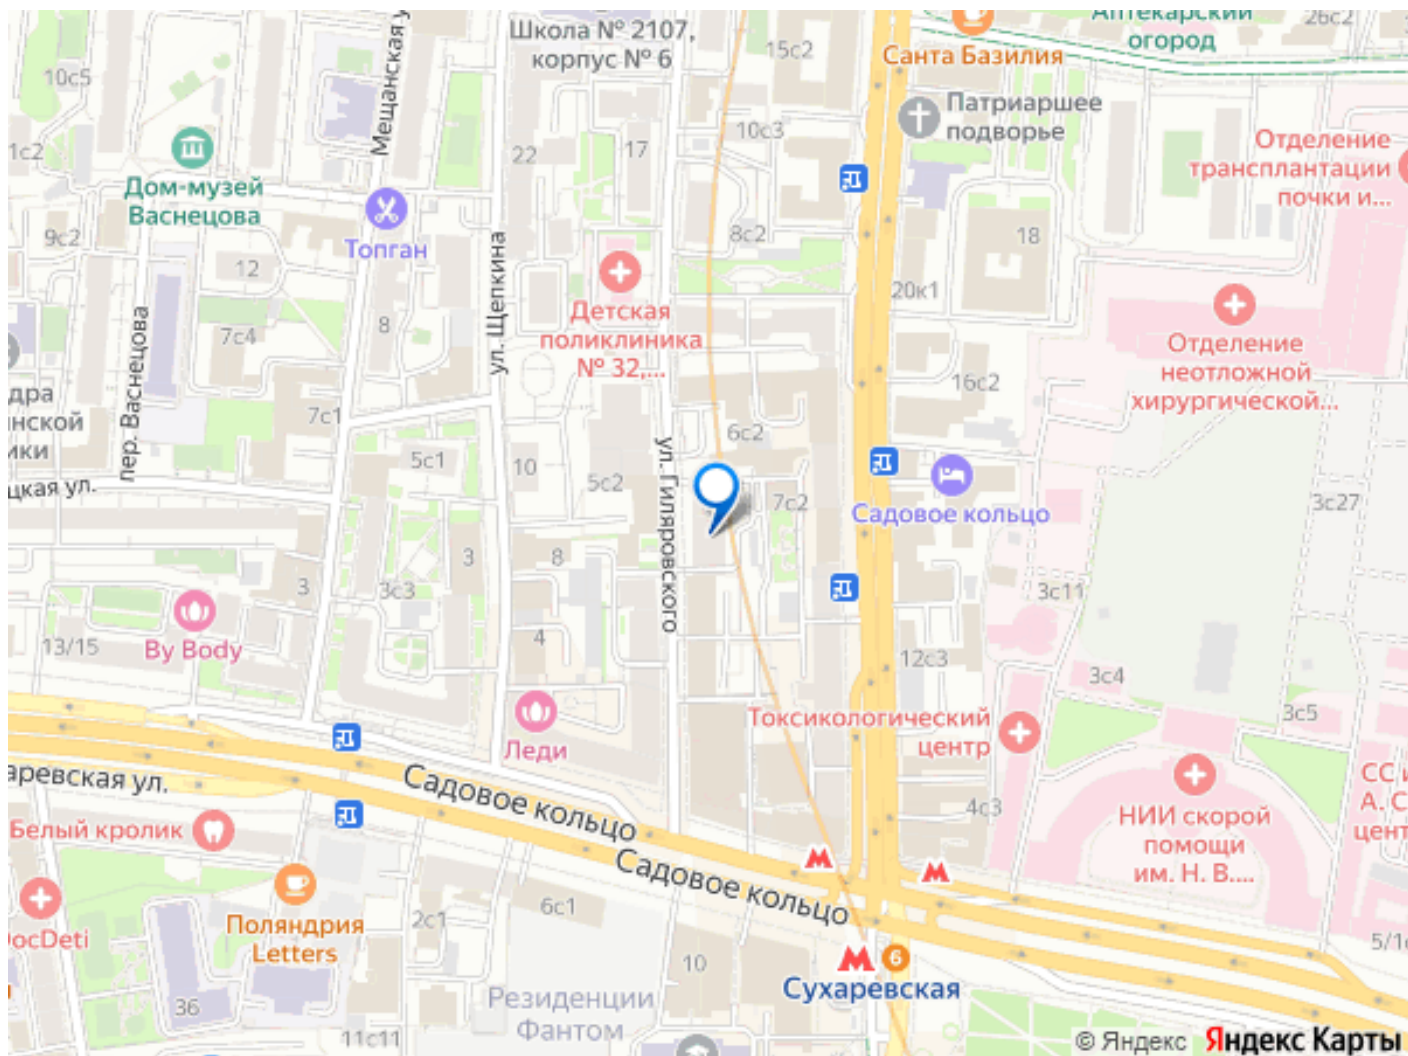 Школа № 2107,
корпус № 6
Мещанская у
15с2
Санта Базилия
Аптекарский
огород
26с2
10с5
1с2
Дом-музей
Васнецова
22
17
10с3
Патриаршее
подворье
Отделение
трансплантации
почки и...
9с2
Топган
12
7с4
8
пер. Васнецова
ул. Щепкина
8с2
18
20к1
Детская
поликлиника
№ 32,...
Отделение
неотложной
хирургической...
16с2
дра
нской
ики
цкая ул.
7с1
5с1
10
5с2
6с2
ул. Гиляровского
7с2
Садовое кольцо
3с27
3
3с3
3
8
4
3с11
13/15
By Body
12с3
3с4
3с5
Леди
Токсикологический
центр
аревская ул.
Садовое кольцо
Садовое кольцо
4с3
НИИ скорой
помощи
им. Н. В....
СС и
А. С
цент
Белый кролик
DocDeti
Поляндрия
Letters
2с1
6с1
10
36
11с11
Резиденции
Фантом
М
М
М 6
Сухаревская
5/1с
© Яндекс Яндекс Карты